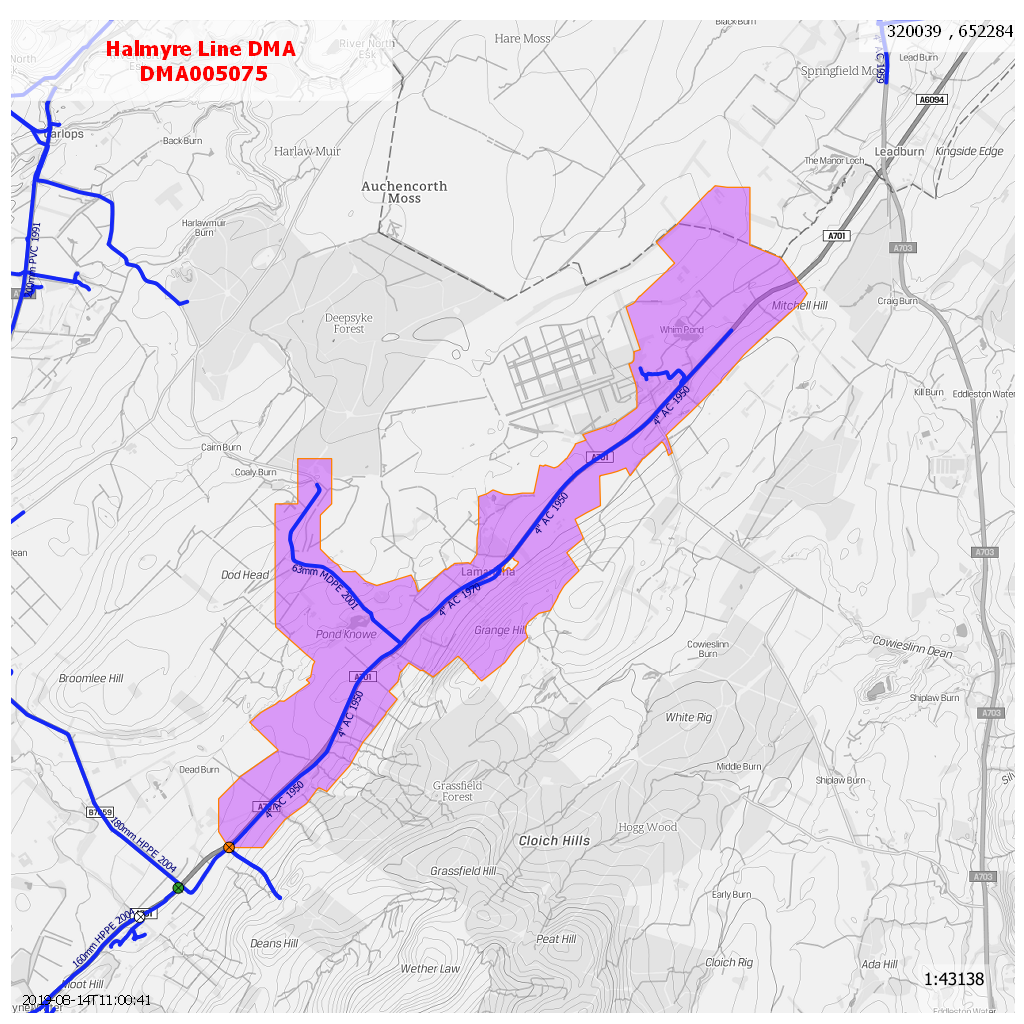 Halmyre Line DMA
DMA005075
320039 , 652284
Black Burn
Hare Moss
River North
Esk
North
Lead Burn
Springfield Mo
AC 1959
A6094
Carlops
Back Burn
Harlaw Muir
The Manor Loch
Leadburn
Kingside Edge
Auchencorth
Moss
Harlawmuir
Burn
PVC 1991
A701
A703
Craig Burn
Mitchell Hill
Deepsyke
Forest
Whim Pond
Kill Burn
Eddleston Water
4" AC 1950
Cairn Burn
Coaly Burn
A701
4" AC 1950
A703
Dod Head
63mm MDPE 2001
Lamancha
4" AC 1970
Pond Knowe
Grange Hill
Cowieslinn
Burn
Cowieslinn Dean
Broomlee Hill
A701
Shiplaw Burn
4" AC 1950
White Rig
A703
Dead Burn
Middle Burn
Shiplaw Burn
Grassfield
Forest
4" AC 1950
B7059
180mm HPPE 2004
Hogg Wood
Cloich Hills
Grassfield Hill
A703
Early Burn
160mm HPPE 2004
Deans Hill
Peat Hill
Wether Law
Cloich Rig
Ada Hill
1:43138
2019-08-14T11:00:41
Eddleston Water